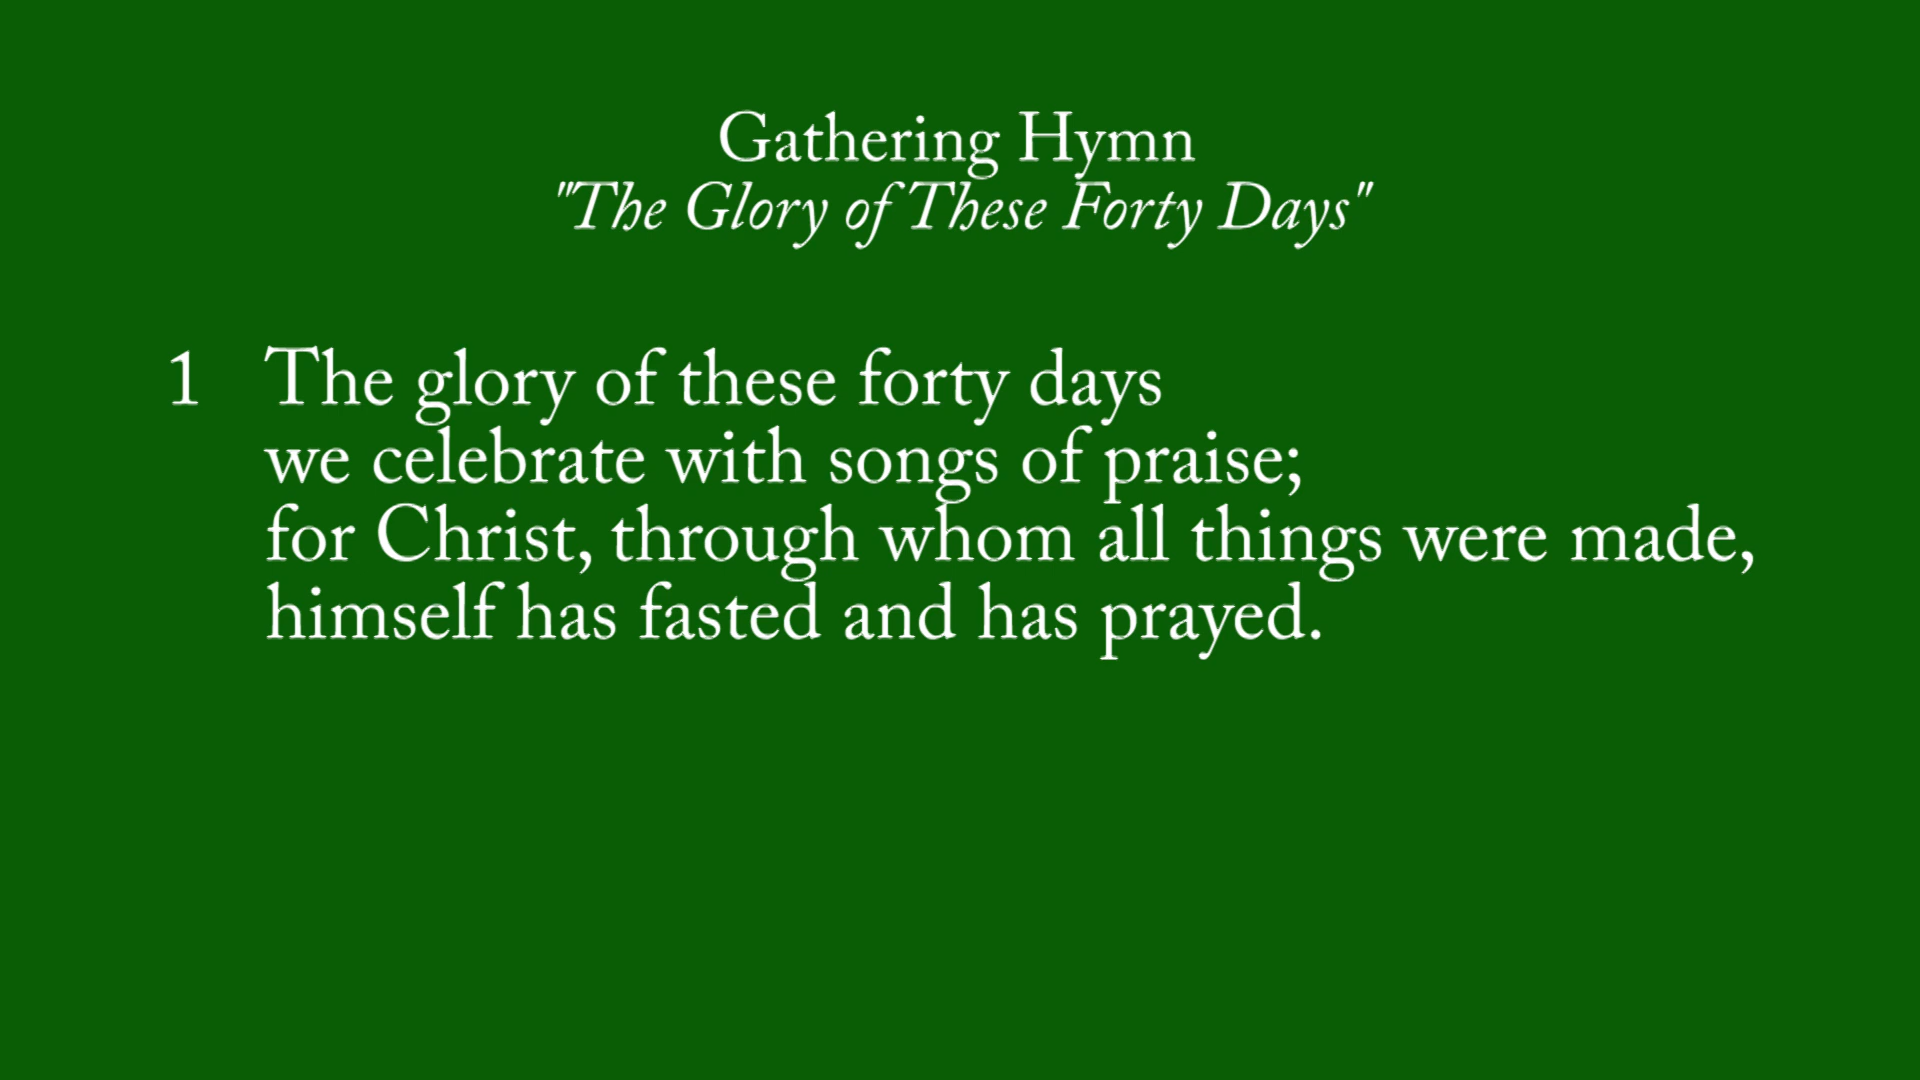 Gathering Hymn
"The Glory of These Forty Days"
1 The glory of these forty days
we celebrate with songs of praise;
for Christ, through whom all things were made,
himself has fasted and has prayed.